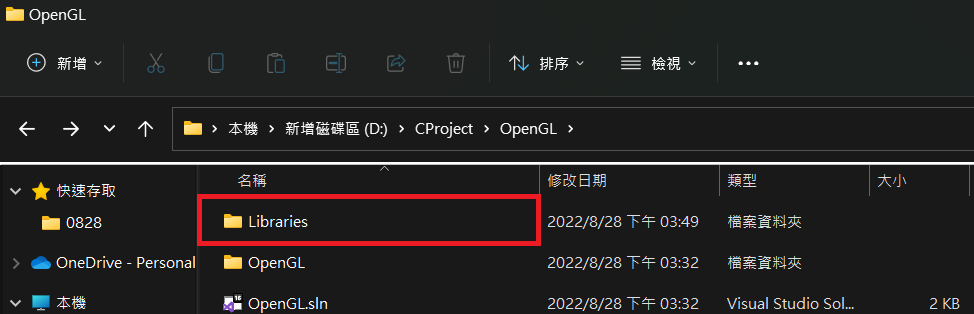 OpenGL
新增 排序 檢視
本機 新增磁碟區 (D:) CProject OpenGL
名稱 修改日期 類型 大小
快速存取
0828
OneDrive - Personal
本機
Libraries 2022/8/28 下午 03:49 檔案資料夾
OpenGL 2022/8/28 下午 03:32 檔案資料夾
OpenGL.sln 2022/8/28 下午 03:32 Visual Studio Sol... 2 KB